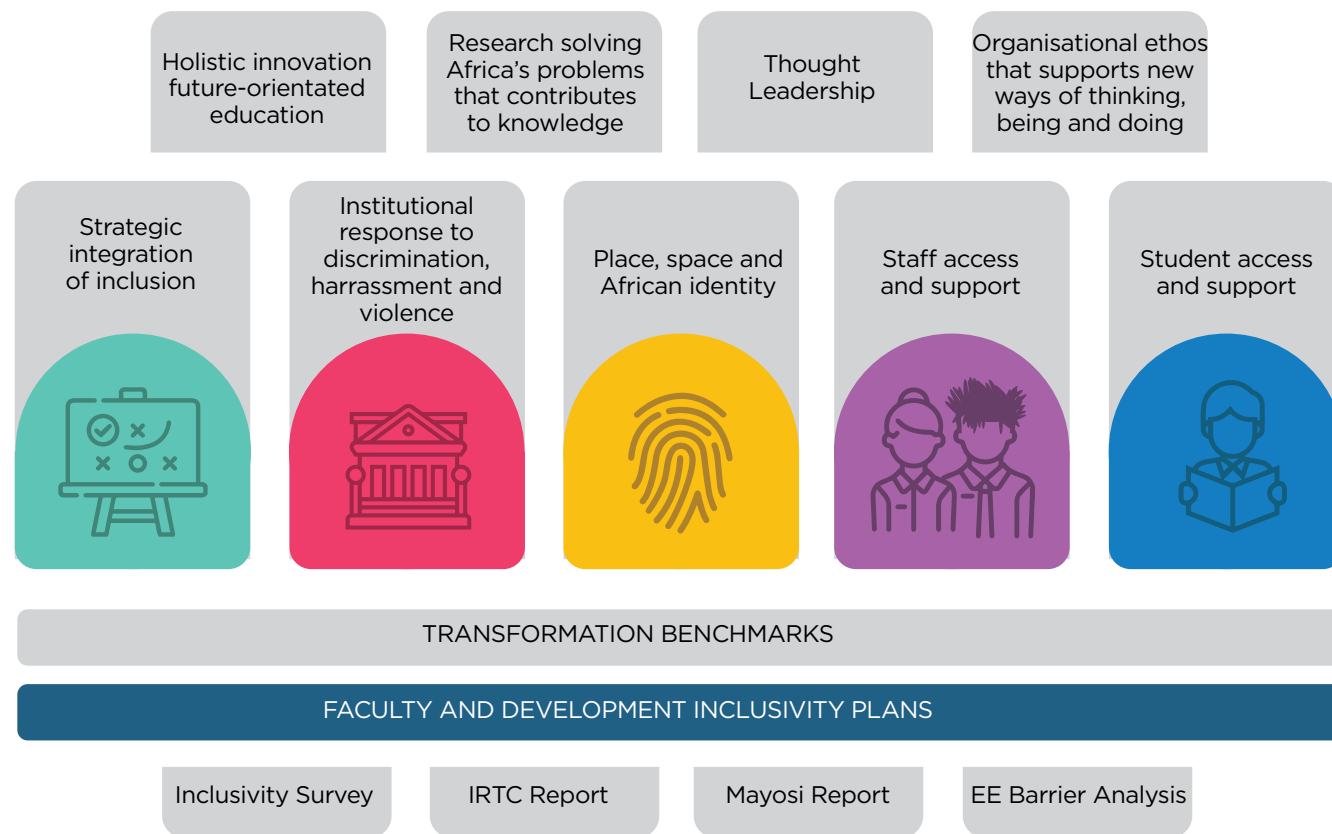 Holistic innovation
future-orientated
education
Research solving
Africa's problems
that contributes
to knowledge
Thought
Leadership
Organisational ethos
that supports new
ways of thinking,
being and doing
Strategic
integration
of inclusion
Institutional
response to
discrimination,
harrassment and
violence
Place, space and
African identity
Staff access
and support
Student access
and support
TRANSFORMATION BENCHMARKS
FACULTY AND DEVELOPMENT INCLUSIVITY PLANS
Inclusivity Survey
IRTC Report
Mayosi Report
EE Barrier Analysis